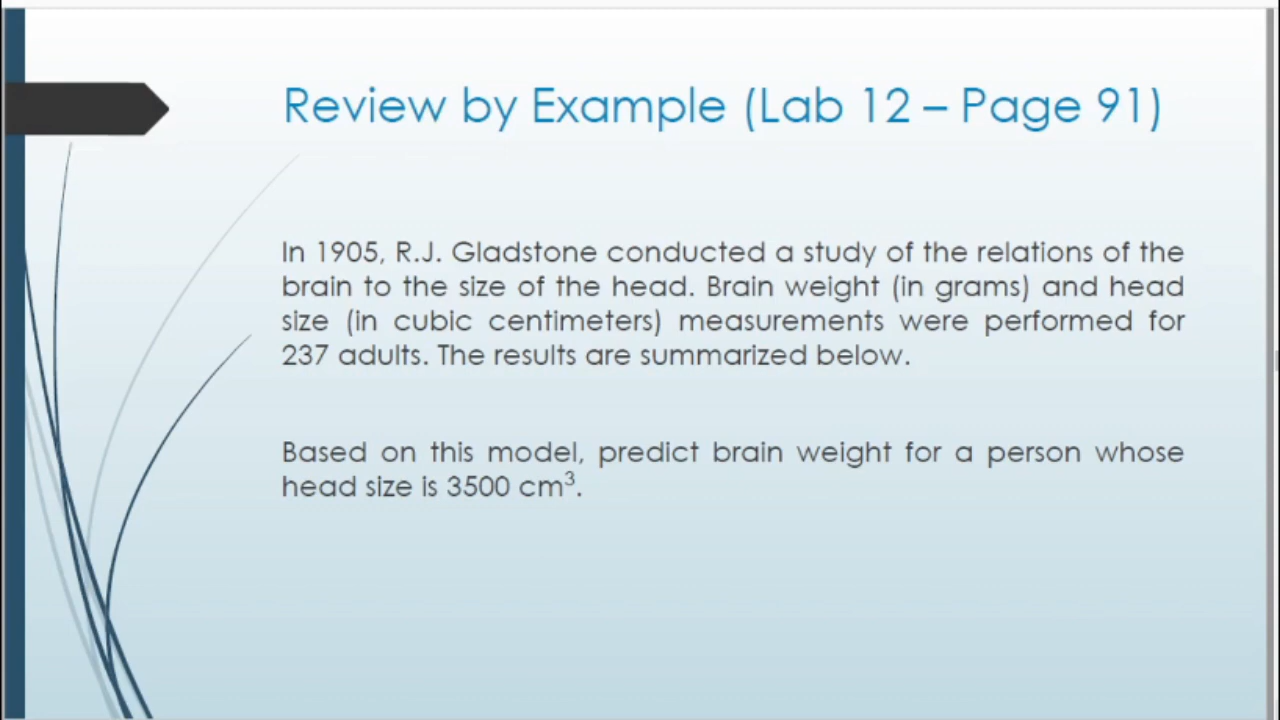 Review by Example (Lab 12 – Page 91)
In 1905, R.J. Gladstone conducted a study of the relations of the
brain to the size of the head. Brain weight (in grams) and head
size (in cubic centimeters) measurements were performed for
237 adults. The results are summarized below.
Based on this model, predict brain weight for a person whose
head size is 3500 cm³.